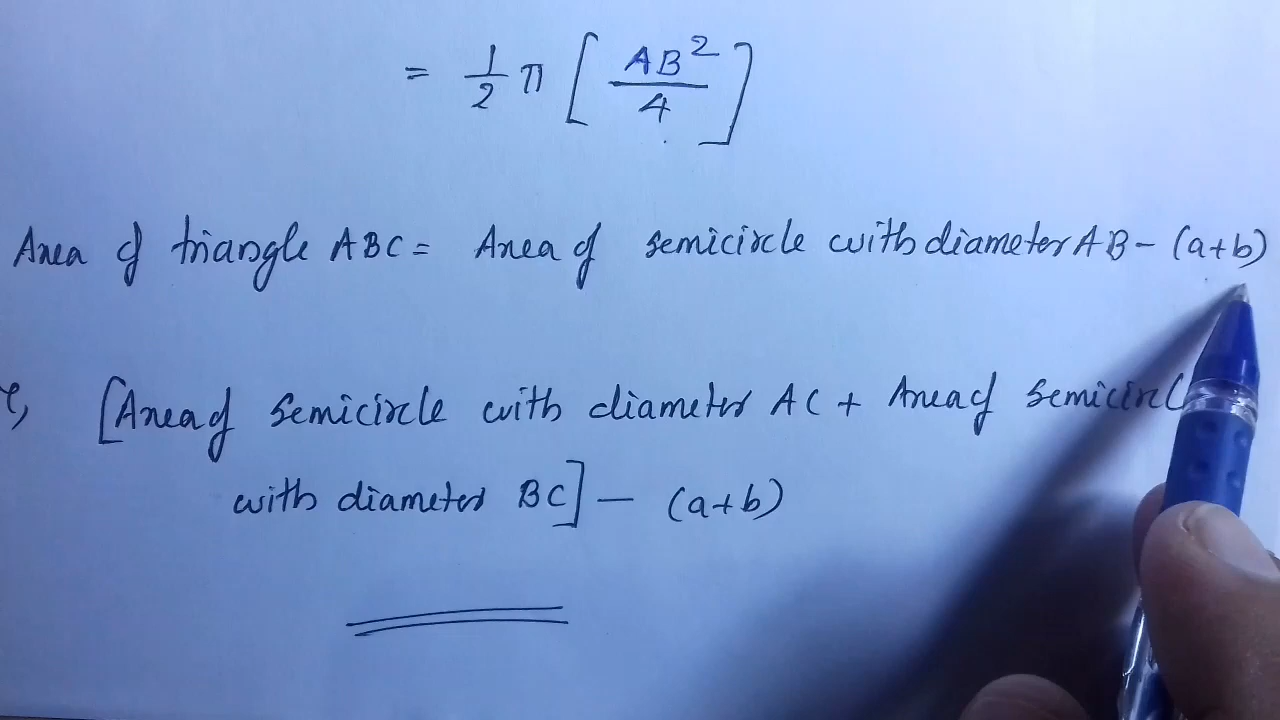 = 1/2 π [AB²/4]
Area of triangle ABC = Area of semicircle with diameter AB - (a+b)
[Area of semicircle with diameter AC + Area of semicircl
with diameter BC] - (a+b)